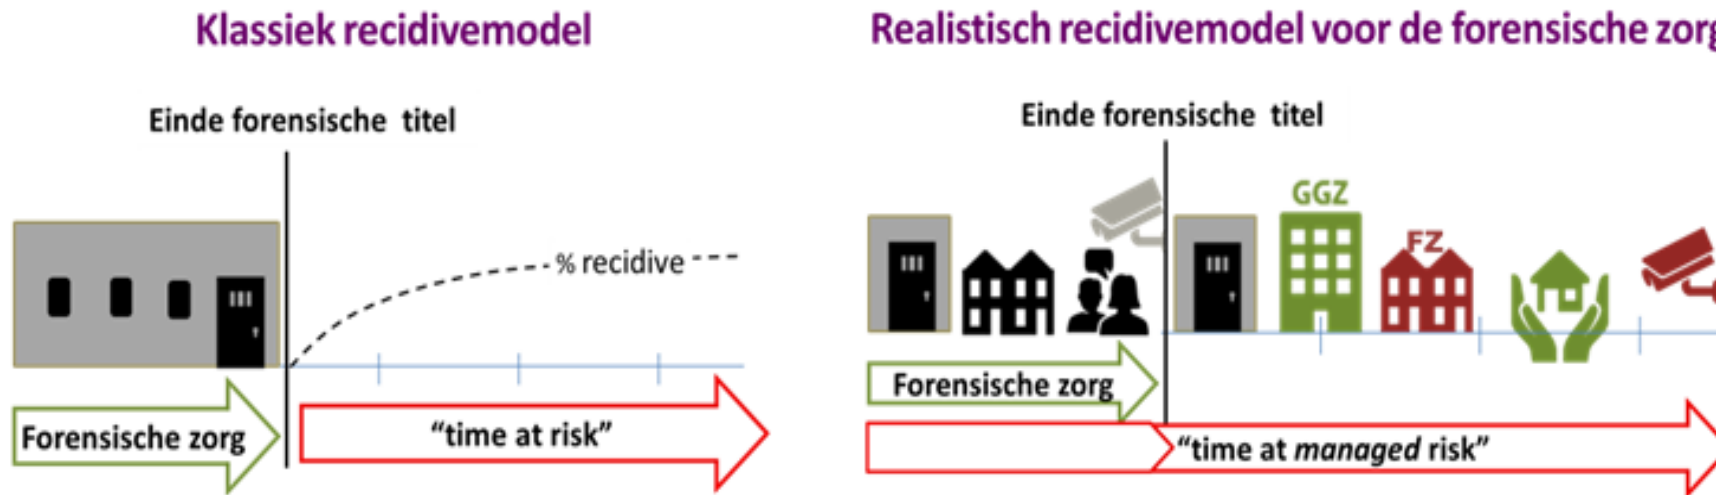 Klassiek recidivemodel
Einde forensische titel
% recidive
Forensische zorg
“time at risk”
Realistisch recidivemodel voor de forensische zorg
Einde forensische titel
GGZ
FZ
Forensische zorg
“time at managed risk”